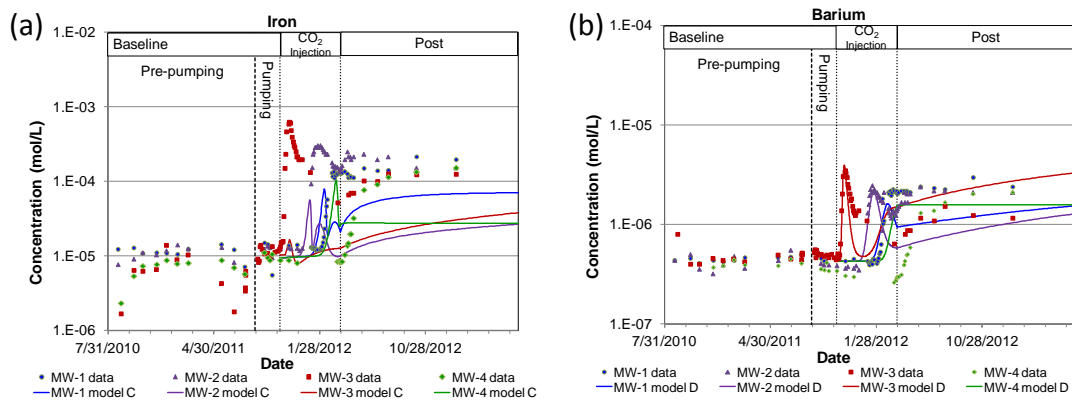 (a)
Iron
1.E-02
1.E-03
1.E-04
1.E-05
1.E-06
Concentration (mol/L)
Baseline
CO2
Injection
Post
Pre-pumping
Pumping
7/31/2010
4/30/2011
1/28/2012
10/28/2012
Date
MW-1 data
MW-2 data
MW-3 data
MW-4 data
MW-1 model C
MW-2 model C
MW-3 model C
MW-4 model C
(b)
Barium
1.E-04
1.E-05
1.E-06
1.E-07
Concentration (mol/L)
Baseline
CO2
Injection
Post
Pre-pumping
Pumping
7/31/2010
4/30/2011
1/28/2012
10/28/2012
Date
MW-1 data
MW-2 data
MW-3 data
MW-4 data
MW-1 model D
MW-2 model D
MW-3 model D
MW-4 model D